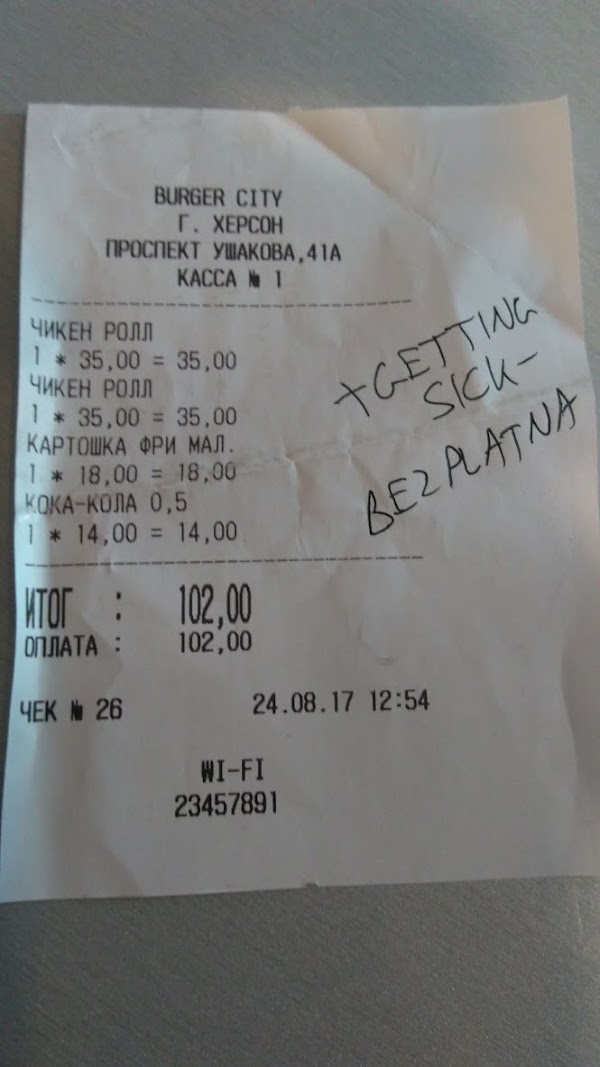 BURGER CITY
Г. ХЕРСОН
ПРОСПЕКТ УШАКОВА,41А
КАССА № 1
ЧИКЕН РОЛЛ
1 * 35,00 = 35,00
ЧИКЕН РОЛЛ
1 * 35,00 = 35,00
КАРТОШКА ФРИ МАЛ.
1 * 18,00 = 18,00
КОКА-КОЛА 0,5
1 * 14,00 = 14,00
+GETTING
SICK-
BEZPLATNA
ИТОГ : 102,00
ОПЛАТА : 102,00
ЧЕК № 26 24.08.17 12:54
WI-FI
23457891